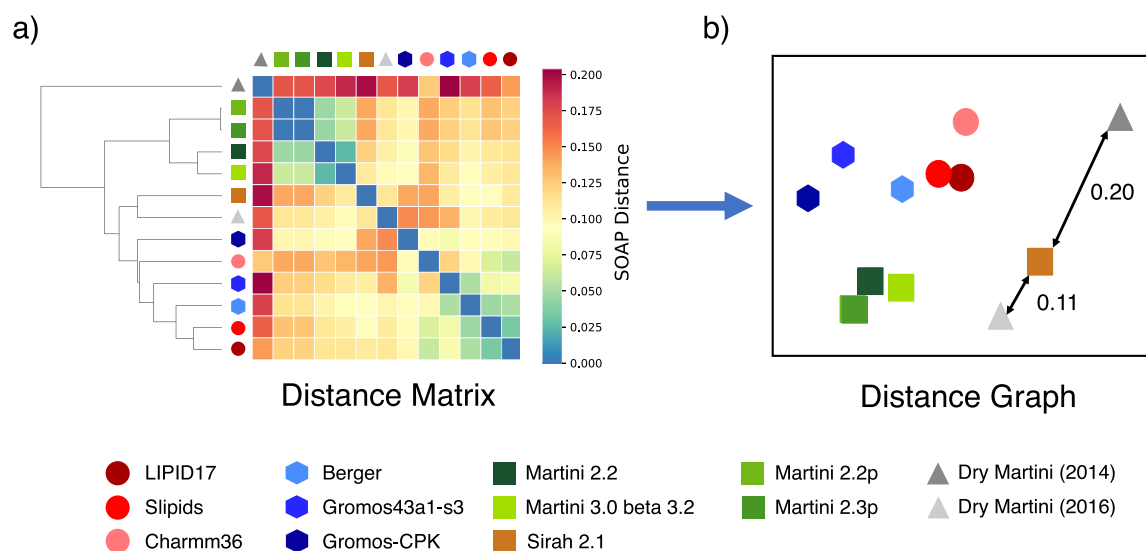 a)
b)
0.200
0.175
0.150
0.125
0.100
0.075
0.050
0.025
0.000
SOAP Distance
0.20
0.11
Distance Matrix
Distance Graph
LIPID17
Berger
Martini 2.2
Martini 2.2p
Dry Martini (2014)
Slipids
Gromos43a1-s3
Martini 3.0 beta 3.2
Martini 2.3p
Dry Martini (2016)
Charmm36
Gromos-CPK
Sirah 2.1